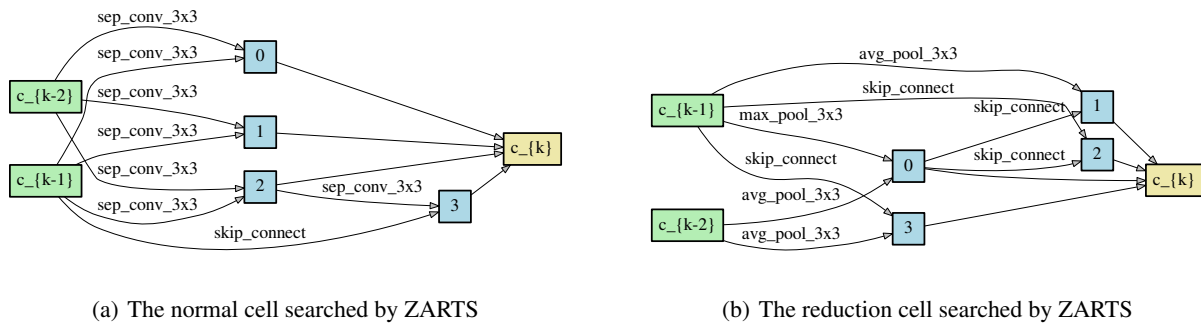 sep_conv_3x3
sep_conv_3x3
0
c_{k-2}
sep_conv_3x3
1
sep_conv_3x3
c_{k}
c_{k-1}
sep_conv_3x3
2
sep_conv_3x3
3
sep_conv_3x3
skip_connect
(a) The normal cell searched by ZARTS
avg_pool_3x3
skip_connect
c_{k-1}
1
skip_connect
max_pool_3x3
2
skip_connect
skip_connect
0
c_{k}
avg_pool_3x3
c_{k-2}
3
avg_pool_3x3
(b) The reduction cell searched by ZARTS